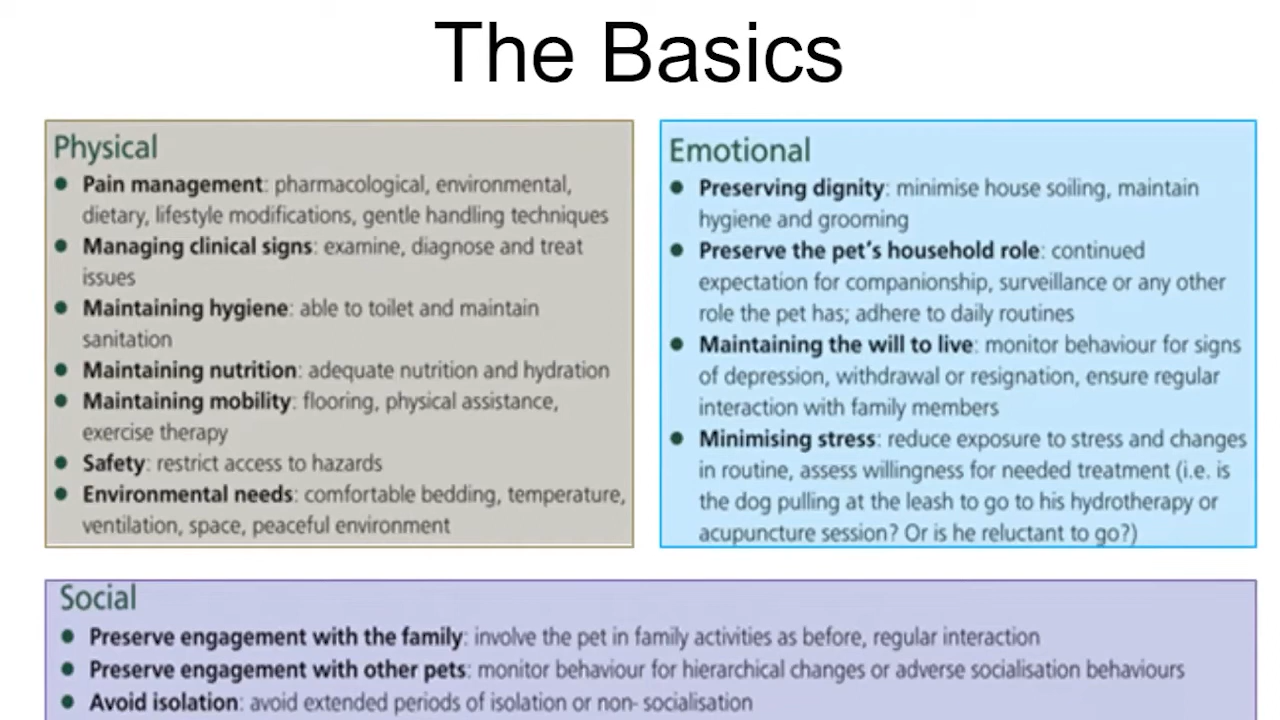 The Basics
Physical
● Pain management: pharmacological, environmental,
dietary, lifestyle modifications, gentle handling techniques
● Managing clinical signs: examine, diagnose and treat
issues
● Maintaining hygiene: able to toilet and maintain
sanitation
● Maintaining nutrition: adequate nutrition and hydration
● Maintaining mobility: flooring, physical assistance,
exercise therapy
● Safety: restrict access to hazards
● Environmental needs: comfortable bedding, temperature,
ventilation, space, peaceful environment
Emotional
● Preserving dignity: minimise house soiling, maintain
hygiene and grooming
● Preserve the pet's household role: continued
expectation for companionship, surveillance or any other
role the pet has; adhere to daily routines
● Maintaining the will to live: monitor behaviour for signs
of depression, withdrawal or resignation, ensure regular
interaction with family members
● Minimising stress: reduce exposure to stress and changes
in routine, assess willingness for needed treatment (i.e. is
the dog pulling at the leash to go to his hydrotherapy or
acupuncture session? Or is he reluctant to go?)
Social
● Preserve engagement with the family: involve the pet in family activities as before, regular interaction
● Preserve engagement with other pets: monitor behaviour for hierarchical changes or adverse socialisation behaviours
● Avoid isolation: avoid extended periods of isolation or non- socialisation